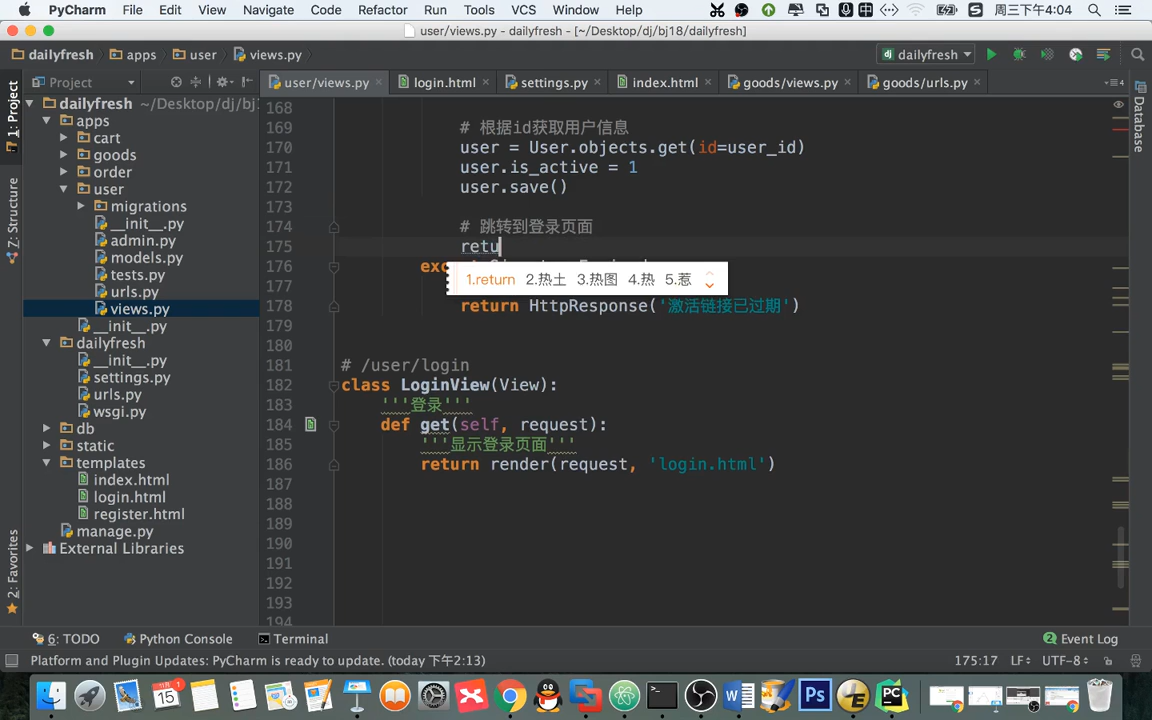 PyCharm File Edit View Navigate Code Refactor Run Tools VCS Window Help 周三下午4:04
user/views.py - dailyfresh - [~/Desktop/dj/bj18/dailyfresh]
dailyfresh apps user views.py dailyfresh
Project
user/views.py login.html settings.py index.html goods/views.py goods/urls.py
1: Project
7: Structure
2: Favorites
Database
dailyfresh ~/Desktop/dj/bj1
apps
cart
goods
order
user
migrations
__init__.py
admin.py
models.py
tests.py
urls.py
views.py
__init__.py
dailyfresh
__init__.py
settings.py
urls.py
wsgi.py
db
static
templates
index.html
login.html
register.html
manage.py
External Libraries
168
169 # 根据id获取用户信息
170 user = User.objects.get(id=user_id)
171 user.is_active = 1
172 user.save()
173
174 # 跳转到登录页面
175 retu
176 exc
1.return 2.热土 3.热图 4.热 5.惹
177
178 return HttpResponse('激活链接已过期')
179
180
181 # /user/login
182 class LoginView(View):
183 '''登录'''
184 def get(self, request):
185 '''显示登录页面'''
186 return render(request, 'login.html')
187
188
189
190
191
192
193
194
6: TODO Python Console Terminal 2 Event Log
Platform and Plugin Updates: PyCharm is ready to update. (today 下午2:13) 175:17 LF UTF-8
15 1 W Ps PC